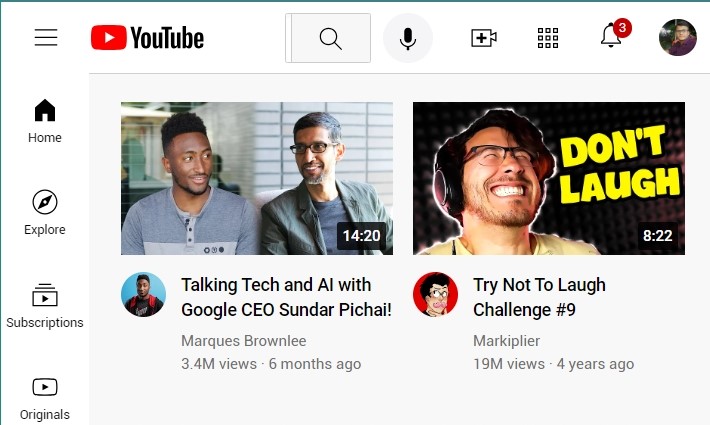 YouTube
3
Home
Explore
Subscriptions
Originals
14:20
Talking Tech and AI with
Google CEO Sundar Pichai!
Marques Brownlee
3.4M views · 6 months ago
DON'T
LAUGH
8:22
Try Not To Laugh
Challenge #9
Markiplier
19M views · 4 years ago